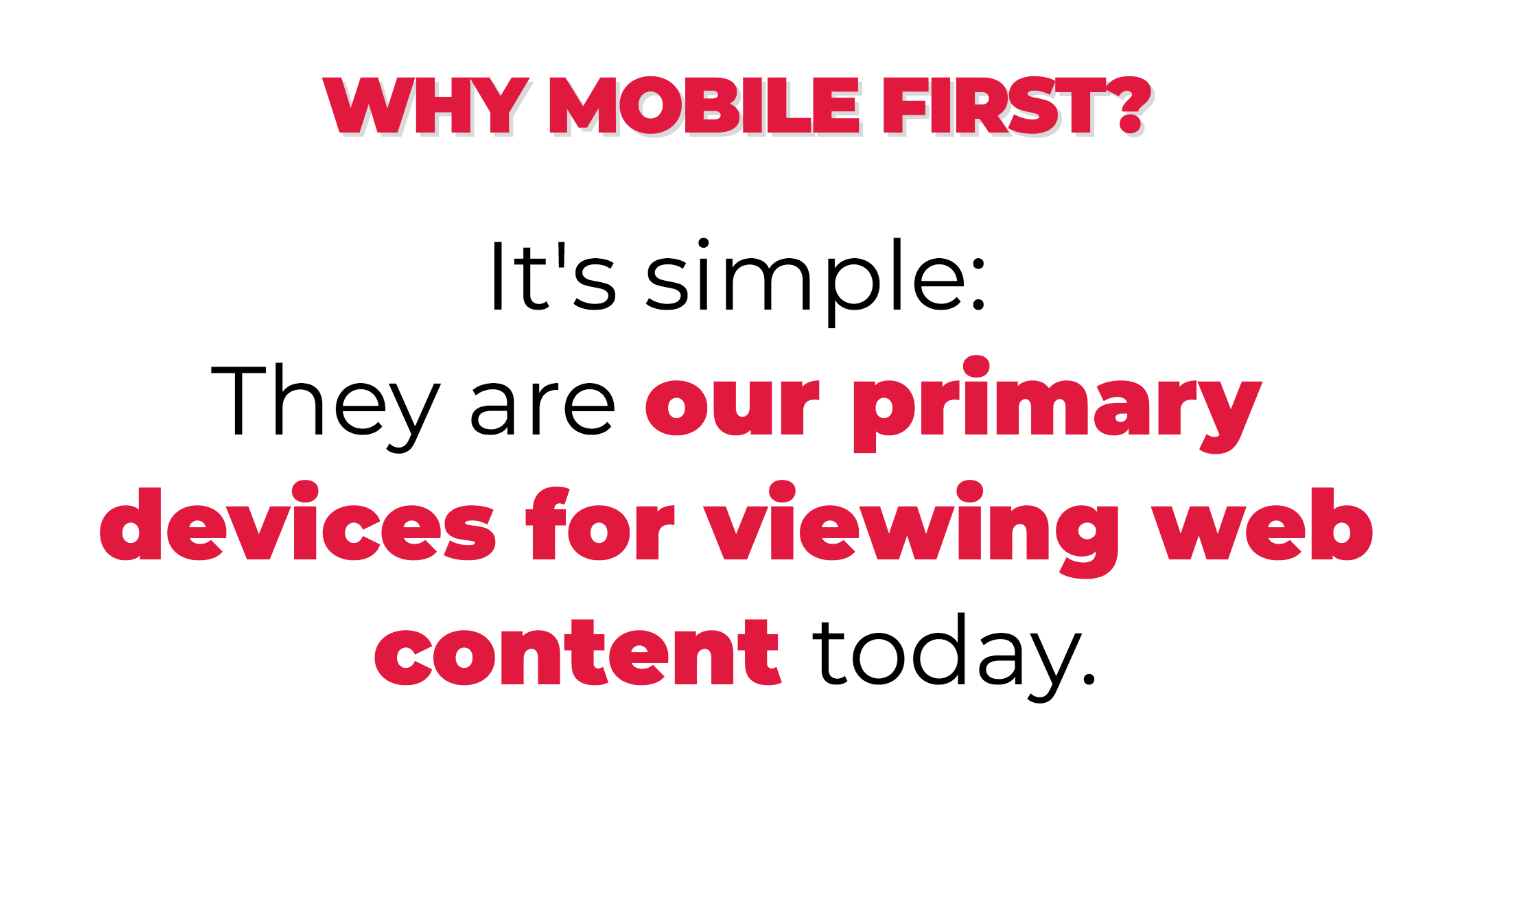 WHY MOBILE FIRST?
It's simple:
They are our primary
devices for viewing web
content today.